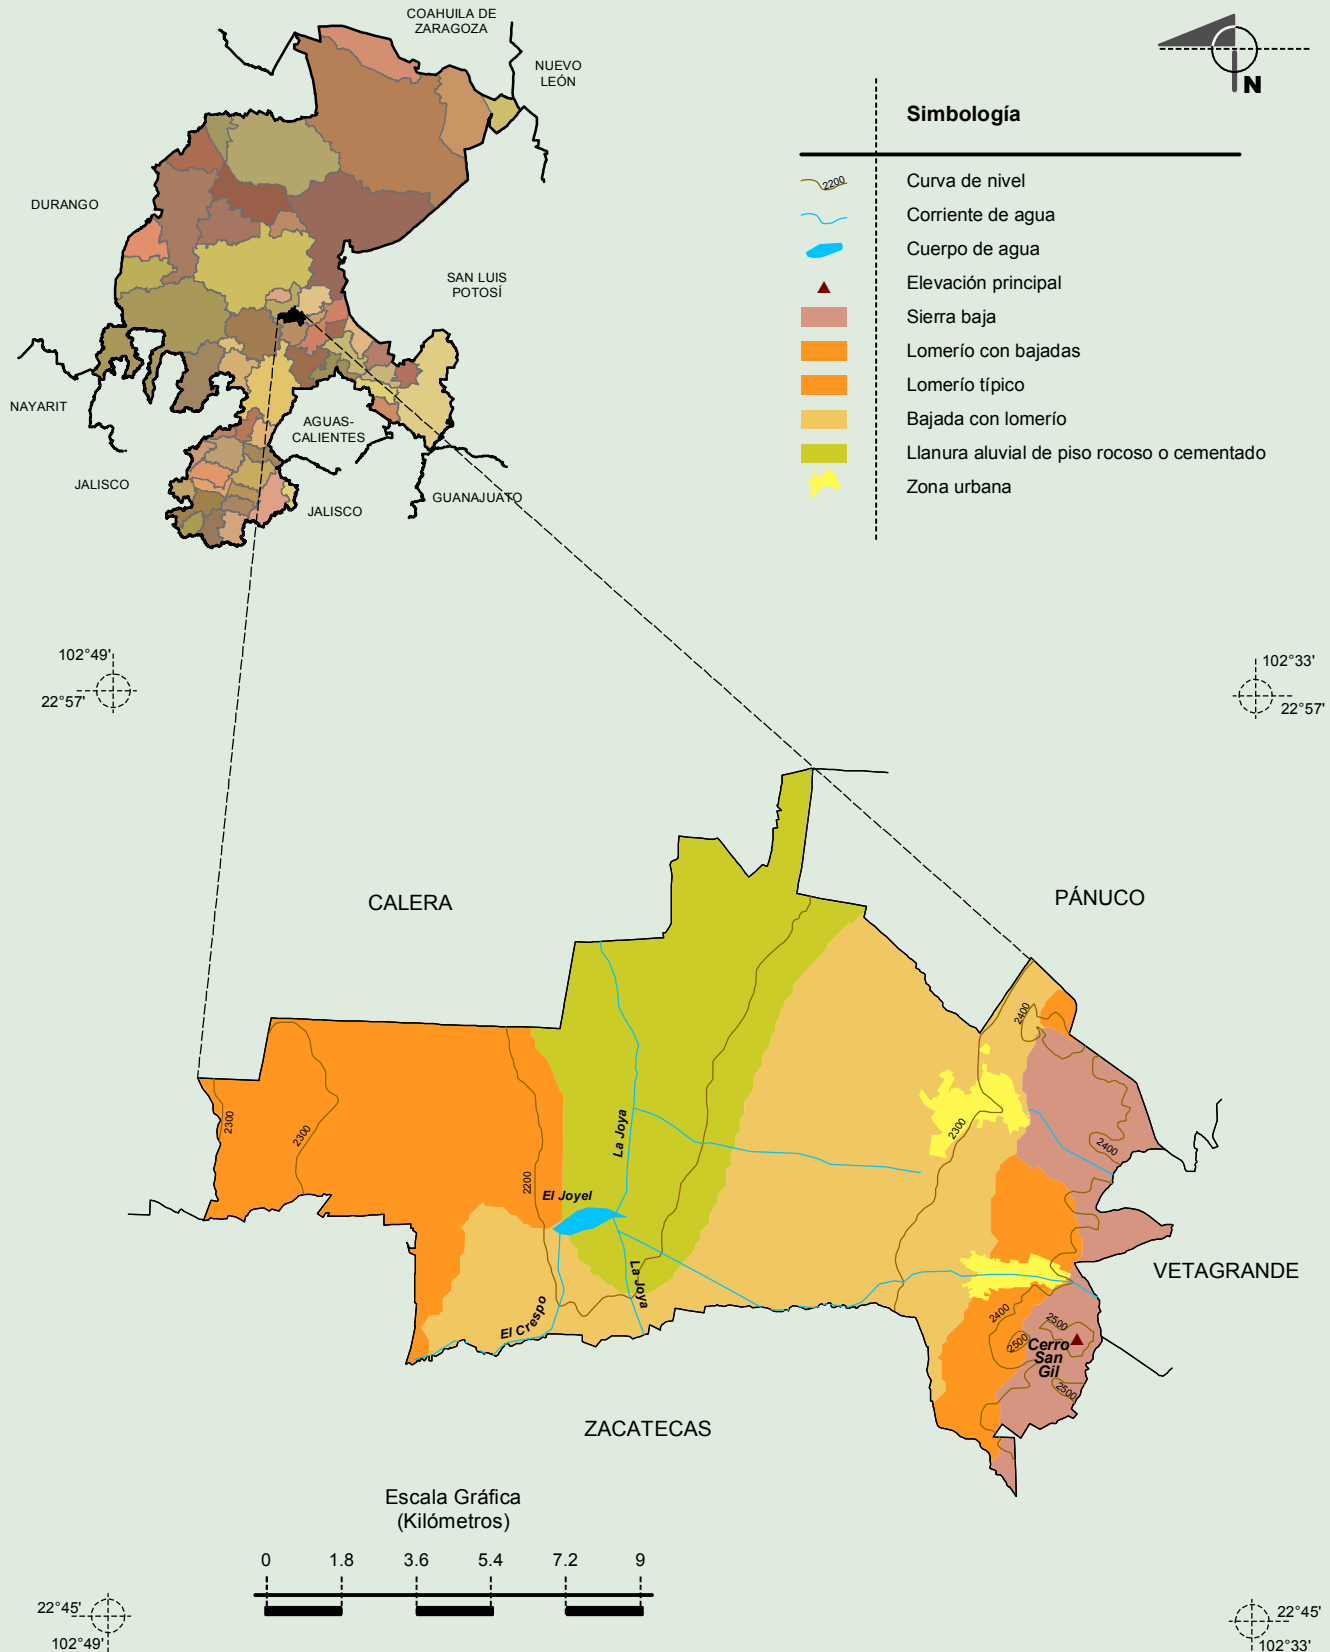 COAHUILA DE
ZARAGOZA
NUEVO
LEÓN
DURANGO
SAN LUIS
POTOSÍ
NAYARIT
AGUAS-
CALIENTES
JALISCO
JALISCO
GUANAJUATO
N
Simbología
2200
Curva de nivel
Corriente de agua
Cuerpo de agua
Elevación principal
Sierra baja
Lomerío con bajadas
Lomerío típico
Bajada con lomerío
Llanura aluvial de piso rocoso o cementado
Zona urbana
102°49'
22°57'
102°33'
22°57'
CALERA
PÁNUCO
2400
2300
2300
2300
2400
La Joya
2200
El Joyel
La Joya
VETAGRANDE
El Crespo
2400
2500
2500
Cerro
San
Gil
2500
ZACATECAS
Escala Gráfica
(Kilómetros)
0 1.8 3.6 5.4 7.2 9
22°45'
102°49'
22°45'
102°33'